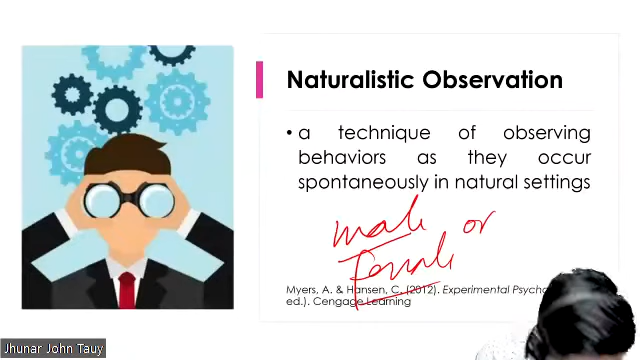 Naturalistic Observation
• a technique of observing
behaviors as they occur
spontaneously in natural settings
male or
Female
Myers, A. & Hansen, C. (2012). Experimental Psycho
ed.). Cengage Learning
Jhunar John Tauy